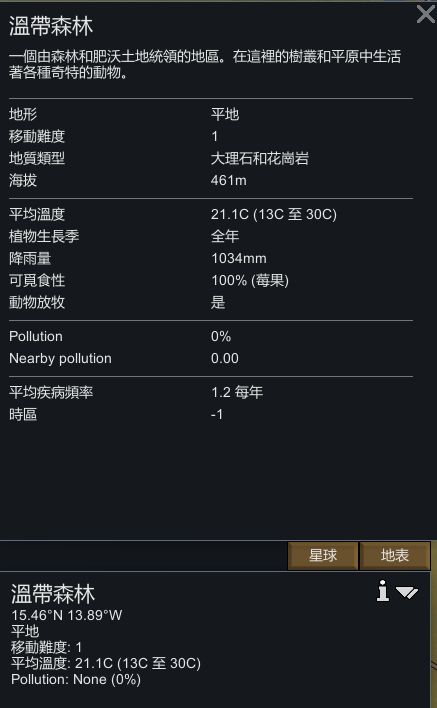 溫帶森林
一個由森林和肥沃土地統領的地區。在這裡的樹叢和平原中生活
著各種奇特的動物。
地形 平地
移動難度 1
地質類型 大理石和花崗岩
海拔 461m
平均溫度 21.1C (13C 至 30C)
植物生長季 全年
降雨量 1034mm
可覓食性 100% (莓果)
動物放牧 是
Pollution 0%
Nearby pollution 0.00
平均疾病頻率 1.2 每年
時區 -1
星球 地表
溫帶森林
15.46°N 13.89°W
平地
移動難度: 1
平均溫度: 21.1C (13C 至 30C)
Pollution: None (0%)